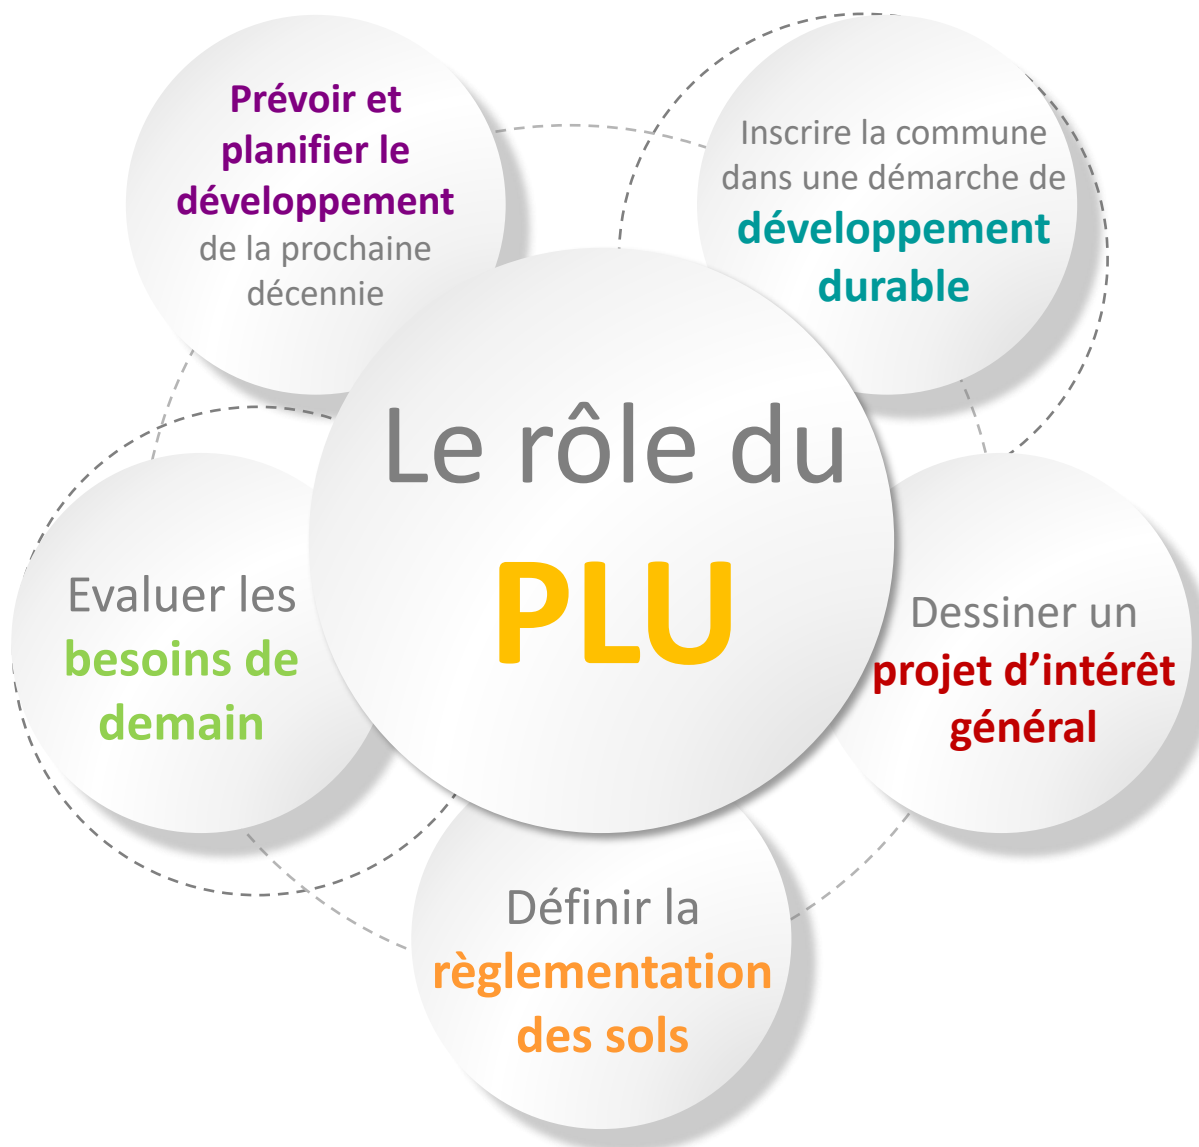 Prévoir et
planifier le
développement
de la prochaine
décennie
Inscrire la commune
dans une démarche de
développement
durable
Le rôle du
PLU
Evaluer les
besoins de
demain
Dessiner un
projet d’intérêt
général
Définir la
règlementation
des sols